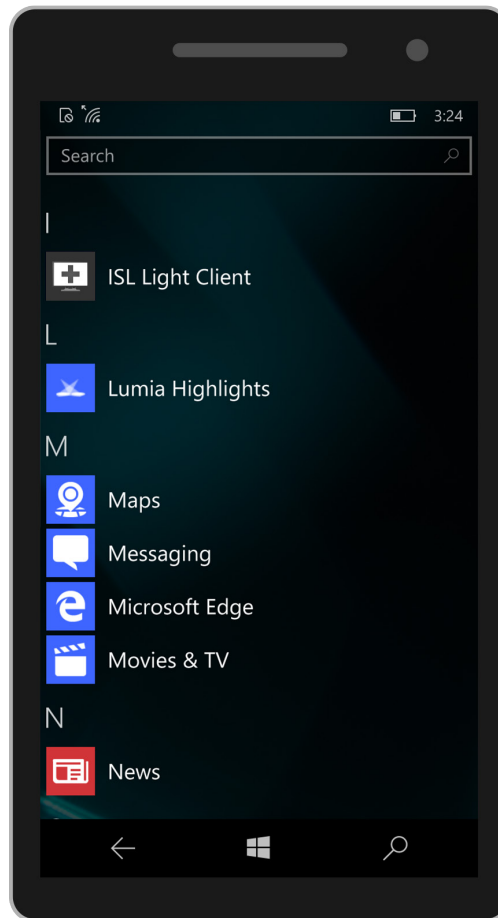 3:24
Search
I
ISL Light Client
L
Lumia Highlights
M
Maps
Messaging
Microsoft Edge
Movies & TV
N
News